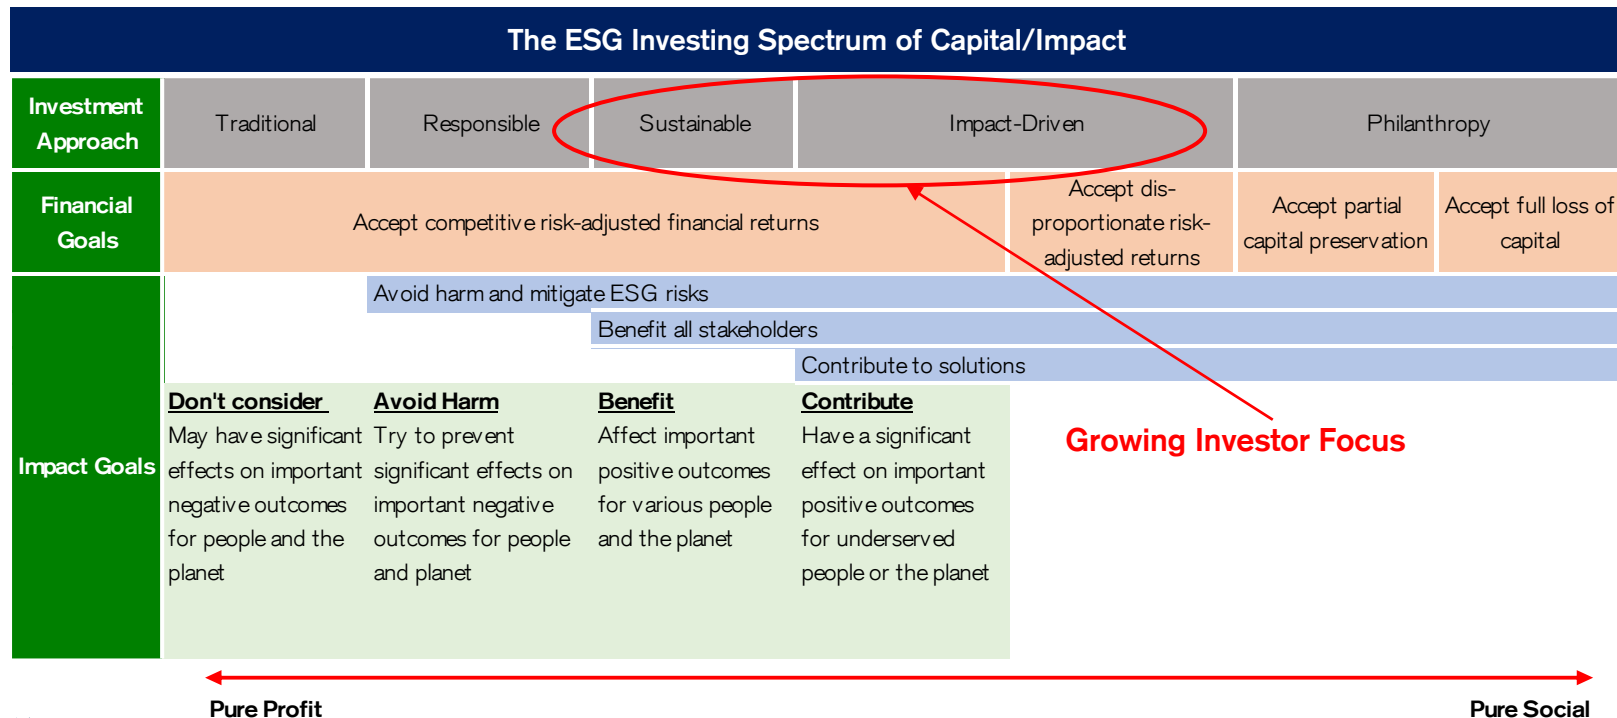 The ESG Investing Spectrum of Capital/Impact
Investment
Approach
Traditional
Responsible
Sustainable
Impact-Driven
Philanthropy
Financial
Goals
Accept competitive risk-adjusted financial returns
Accept dis-
proportionate risk-
adjusted returns
Accept partial
capital preservation
Accept full loss of
capital
Impact Goals
Avoid harm and mitigate ESG risks
Benefit all stakeholders
Contribute to solutions
Don't consider
May have significant
effects on important
negative outcomes
for people and the
planet
Avoid Harm
Try to prevent
significant effects on
important negative
outcomes for people
and planet
Benefit
Affect important
positive outcomes
for various people
and the planet
Contribute
Have a significant
effect on important
positive outcomes
for underserved
people or the planet
Growing Investor Focus
Pure Profit
Pure Social